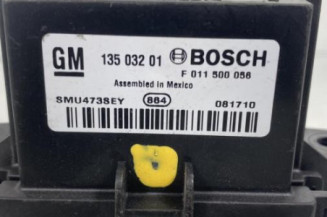 GM 135 032 01 BOSCH
F 011 500 056
Assembled in Mexico
SMU473SEY 864 081710